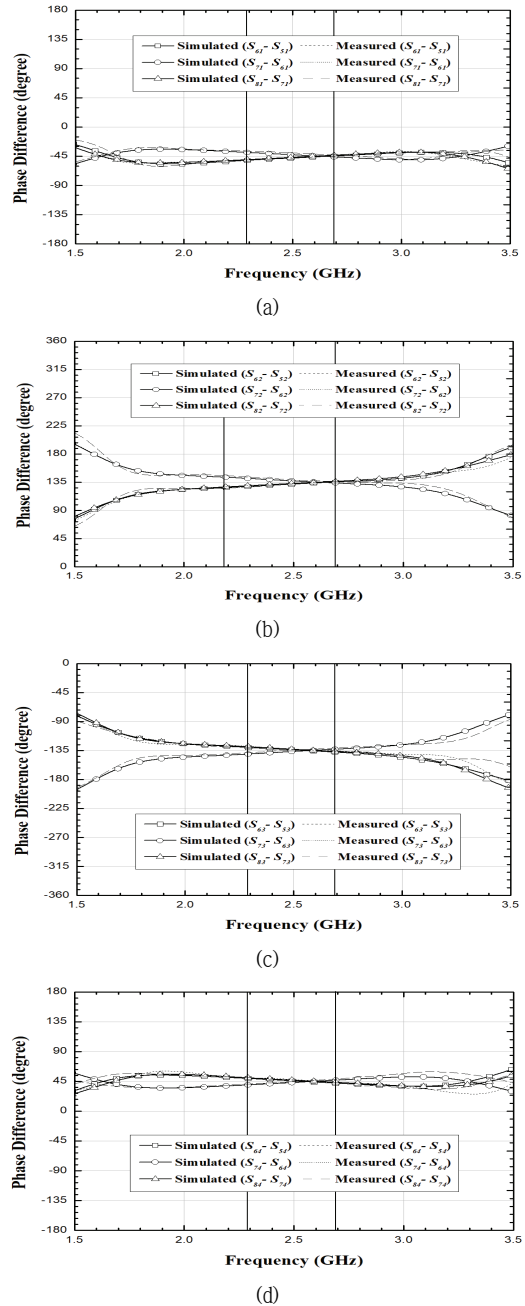 180
135
90
45
0
-45
-90
-135
-180
Phase Difference (degree)
Simulated (S61- S51) Measured (S61- S51)
Simulated (S71- S61) Measured (S71- S61)
Simulated (S81- S71) Measured (S81- S71)
1.5 2.0 2.5 3.0 3.5
Frequency (GHz)
(a)
360
315
270
225
180
135
90
45
0
Phase Difference (degree)
Simulated (S62- S52) Measured (S62- S52)
Simulated (S72- S62) Measured (S72- S62)
Simulated (S82- S72) Measured (S82- S72)
1.5 2.0 2.5 3.0 3.5
Frequency (GHz)
(b)
0
-45
-90
-135
-180
-225
-270
-315
-360
Phase Difference (degree)
Simulated (S63- S53) Measured (S63- S53)
Simulated (S73- S63) Measured (S73- S63)
Simulated (S83- S73) Measured (S83- S73)
1.5 2.0 2.5 3.0 3.5
Frequency (GHz)
(c)
180
135
90
45
0
-45
-90
-135
-180
Phase Difference (degree)
Simulated (S64- S54) Measured (S64- S54)
Simulated (S74- S64) Measured (S74- S64)
Simulated (S84- S74) Measured (S84- S74)
1.5 2.0 2.5 3.0 3.5
Frequency (GHz)
(d)